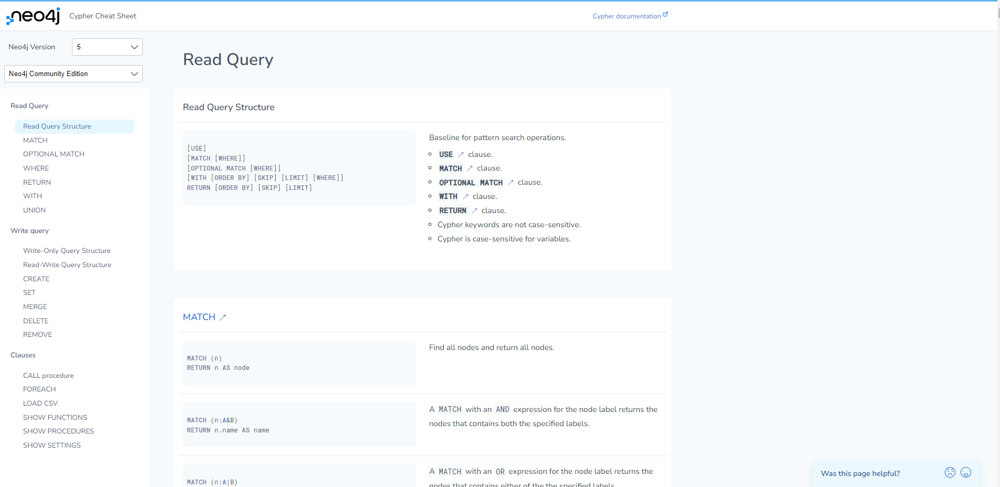 neo4j Cypher Cheat Sheet
Cypher documentation
Neo4j Version 5
Neo4j Community Edition
Read Query
Read Query Structure
MATCH
OPTIONAL MATCH
WHERE
RETURN
WITH
UNION
Write query
Write-Only Query Structure
Read-Write Query Structure
CREATE
SET
MERGE
DELETE
REMOVE
Clauses
CALL procedure
FOREACH
LOAD CSV
SHOW FUNCTIONS
SHOW PROCEDURES
SHOW SETTINGS
Read Query
Read Query Structure
[USE]
[MATCH [WHERE]]
[OPTIONAL MATCH [WHERE]]
[WITH [ORDER BY] [SKIP] [LIMIT] [WHERE]]
RETURN [ORDER BY] [SKIP] [LIMIT]
Baseline for pattern search operations.
USE ↗ clause.
MATCH ↗ clause.
OPTIONAL MATCH ↗ clause.
WITH ↗ clause.
RETURN ↗ clause.
Cypher keywords are not case-sensitive.
Cypher is case-sensitive for variables.
MATCH ↗
MATCH (n)
RETURN n AS node
Find all nodes and return all nodes.
MATCH (n:A&B)
RETURN n.name AS name
A MATCH with an AND expression for the node label returns the
nodes that contains both the specified labels.
MATCH (n:A|B)
A MATCH with an OR expression for the node label returns the
nodes that contains either of the the specified labels.
Was this page helpful?